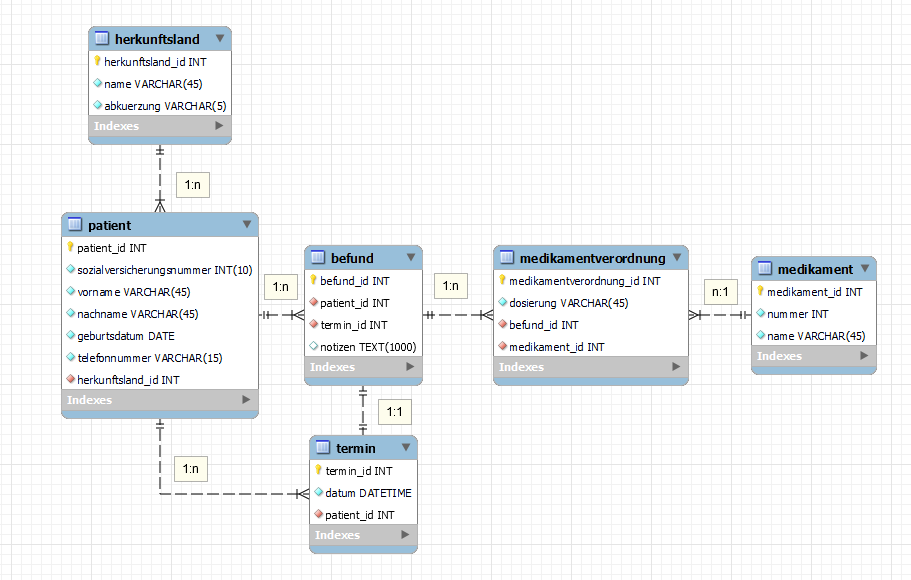 herkunftsland
herkunftsland_id INT
name VARCHAR(45)
abkuerzung VARCHAR(5)
Indexes
1:n
patient
patient_id INT
sozialversicherungsnummer INT(10)
vorname VARCHAR(45)
nachname VARCHAR(45)
geburtsdatum DATE
telefonnummer VARCHAR(15)
herkunftsland_id INT
Indexes
1:n
befund
befund_id INT
patient_id INT
termin_id INT
notizen TEXT(1000)
Indexes
1:n
medikamentverordnung
medikamentverordnung_id INT
dosierung VARCHAR(45)
befund_id INT
medikament_id INT
Indexes
n:1
medikament
medikament_id INT
nummer INT
name VARCHAR(45)
Indexes
1:1
1:n
termin
termin_id INT
datum DATETIME
patient_id INT
Indexes